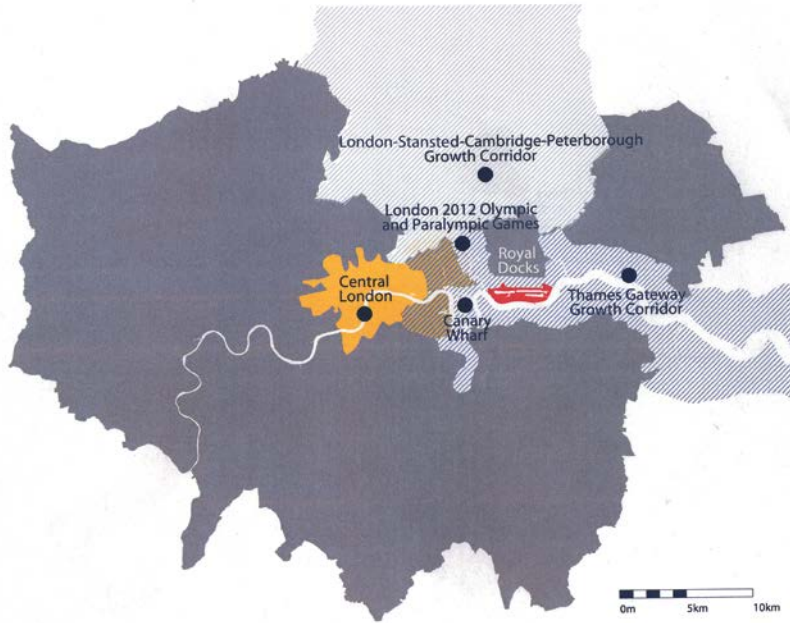 London-Stansted-Cambridge-Peterborough
Growth Corridor
London 2012 Olympic
and Paralympic Games
Royal
Docks
Central
London
Thames Gateway
Growth Corridor
Canary
Wharf
0m 5km 10km